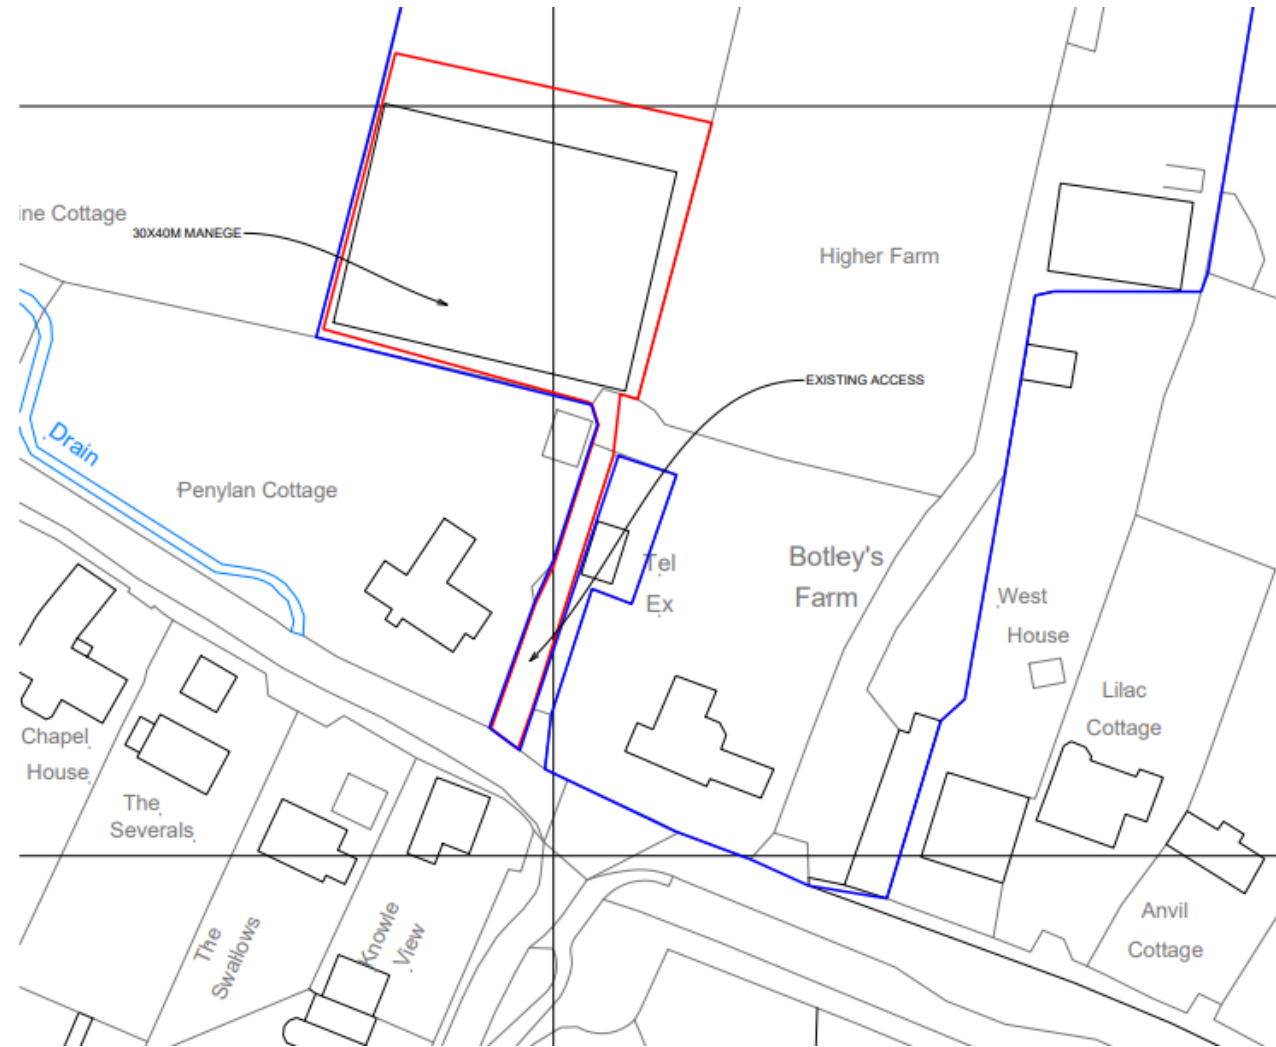 ine Cottage
30X40M MANEGE
Higher Farm
EXISTING ACCESS
Drain
Penylan Cottage
Tel
Ex
Botley's
Farm
West
House
Lilac
Cottage
Chapel
House
The
Severals
The
Swallows
Knowle
View
Anvil
Cottage